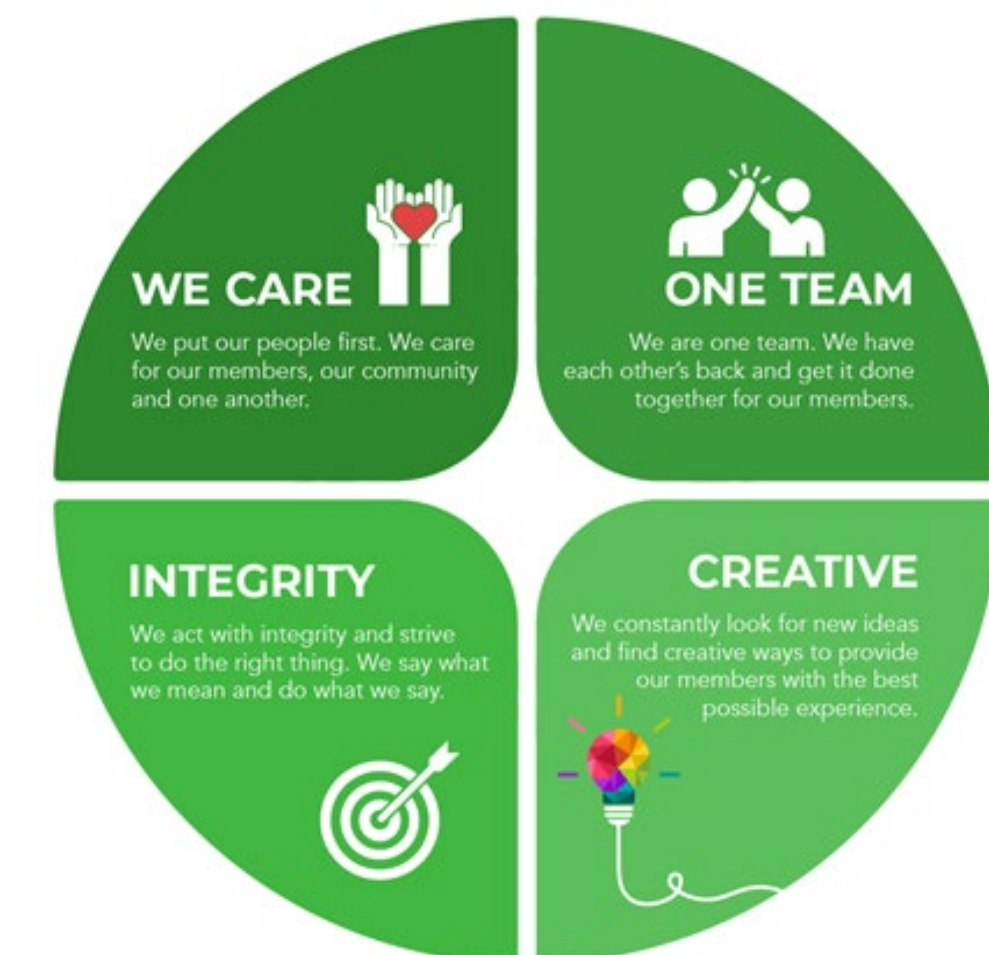 WE CARE
We put our people first. We care
for our members, our community
and one another.
ONE TEAM
We are one team. We have
each other's back and get it done
together for our members.
INTEGRITY
We act with integrity and strive
to do the right thing. We say what
we mean and do what we say.
CREATIVE
We constantly look for new ideas
and find creative ways to provide
our members with the best
possible experience.